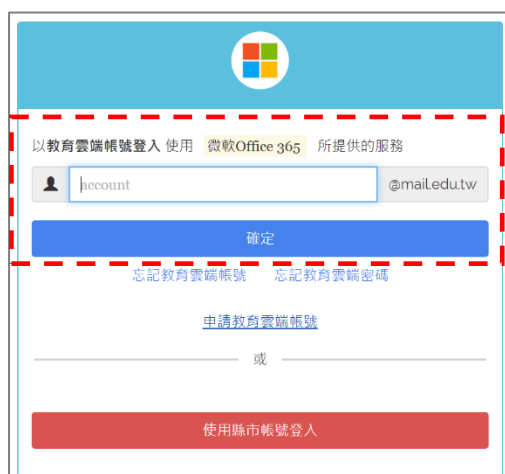 以教育雲端帳號登入 使用 微軟Office 365 所提供的服務
account @mail.edu.tw
確定
忘記教育雲端帳號 忘記教育雲端密碼
申請教育雲端帳號
或
使用縣市帳號登入